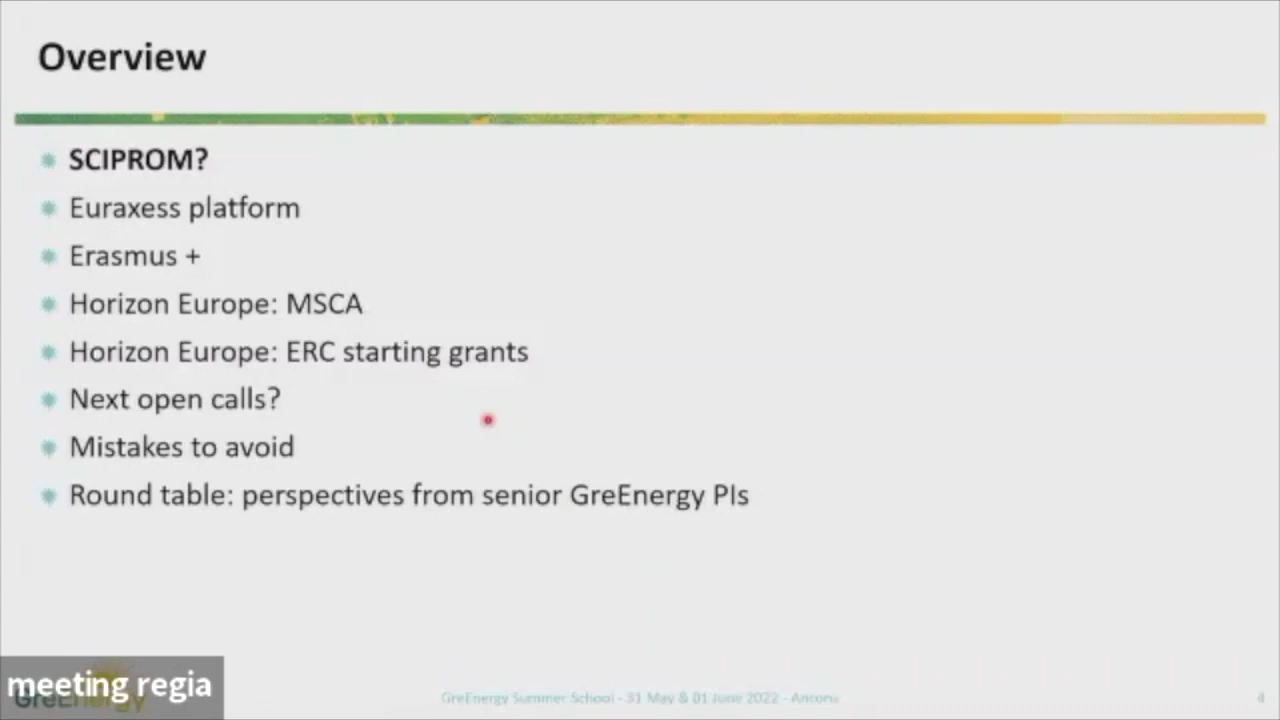 Overview
SCIPROM?
Euraxess platform
Erasmus +
Horizon Europe: MSCA
Horizon Europe: ERC starting grants
Next open calls?
Mistakes to avoid
Round table: perspectives from senior GreEnergy PIs
meeting regia
GreEnergy
GreEnergy Summer School - 31 May & 01 June 2022 - Ancona
4